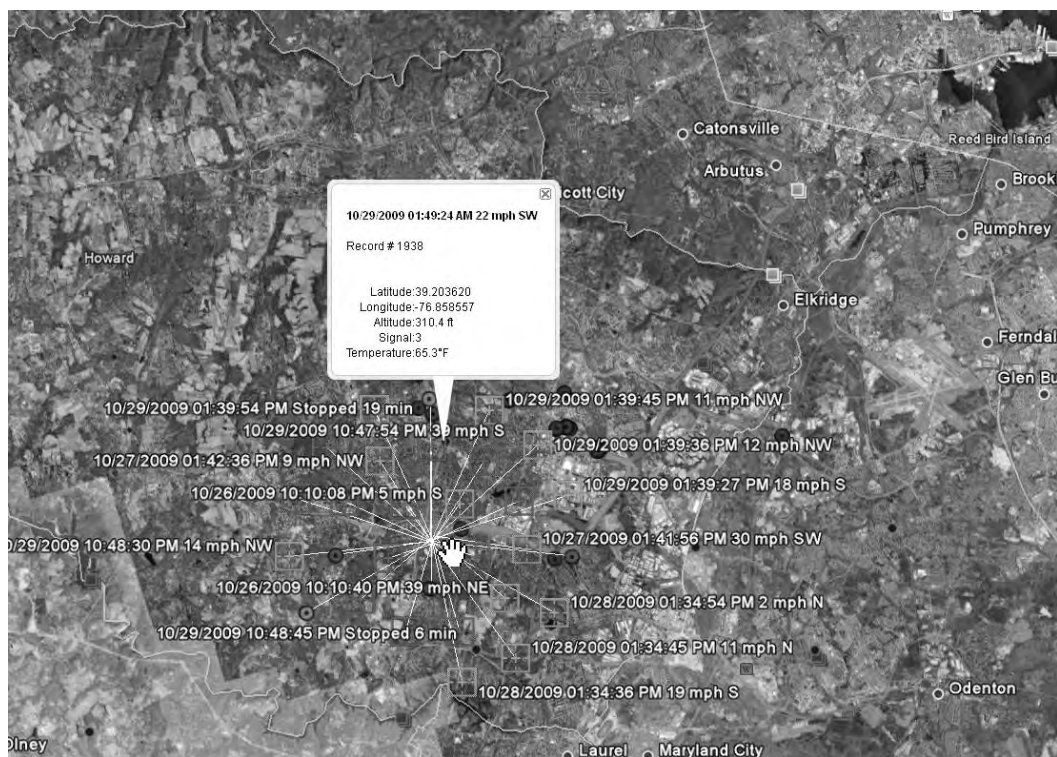 Catonsville
Reed Bird Island
Arbutus
Brook
icott City
10/29/2009 01:49:24 AM 22 mph SW
Pumphrey
Record # 1938
Howard
Latitude:39.203620
Longitude:-76.858557
Altitude:310.4 ft
Signal:3
Temperature:65.3°F
Elkridge
Ferndal
Glen Bu
10/29/2009 01:39:54 PM Stopped 19 min
10/29/2009 01:39:45 PM 11 mph NW
10/29/2009 10:47:54 PM 39 mph S
10/29/2009 01:39:36 PM 12 mph NW
10/27/2009 01:42:36 PM 9 mph NW
10/29/2009 01:39:27 PM 18 mph S
10/26/2009 10:10:08 PM 5 mph S
10/27/2009 01:41:56 PM 30 mph SW
0/29/2009 10:48:30 PM 14 mph NW
10/26/2009 10:10:40 PM 39 mph NE
10/28/2009 01:34:54 PM 2 mph N
10/29/2009 10:48:45 PM Stopped 6 min
10/28/2009 01:34:45 PM 11 mph N
10/28/2009 01:34:36 PM 19 mph S
Odenton
Olney
Laurel
Maryland City